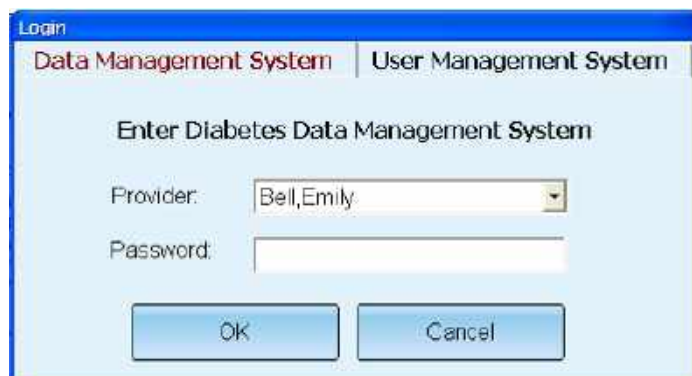 Login
Data Management System User Management System
Enter Diabetes Data Management System
Provider: Bell,Emily
Password:
OK Cancel